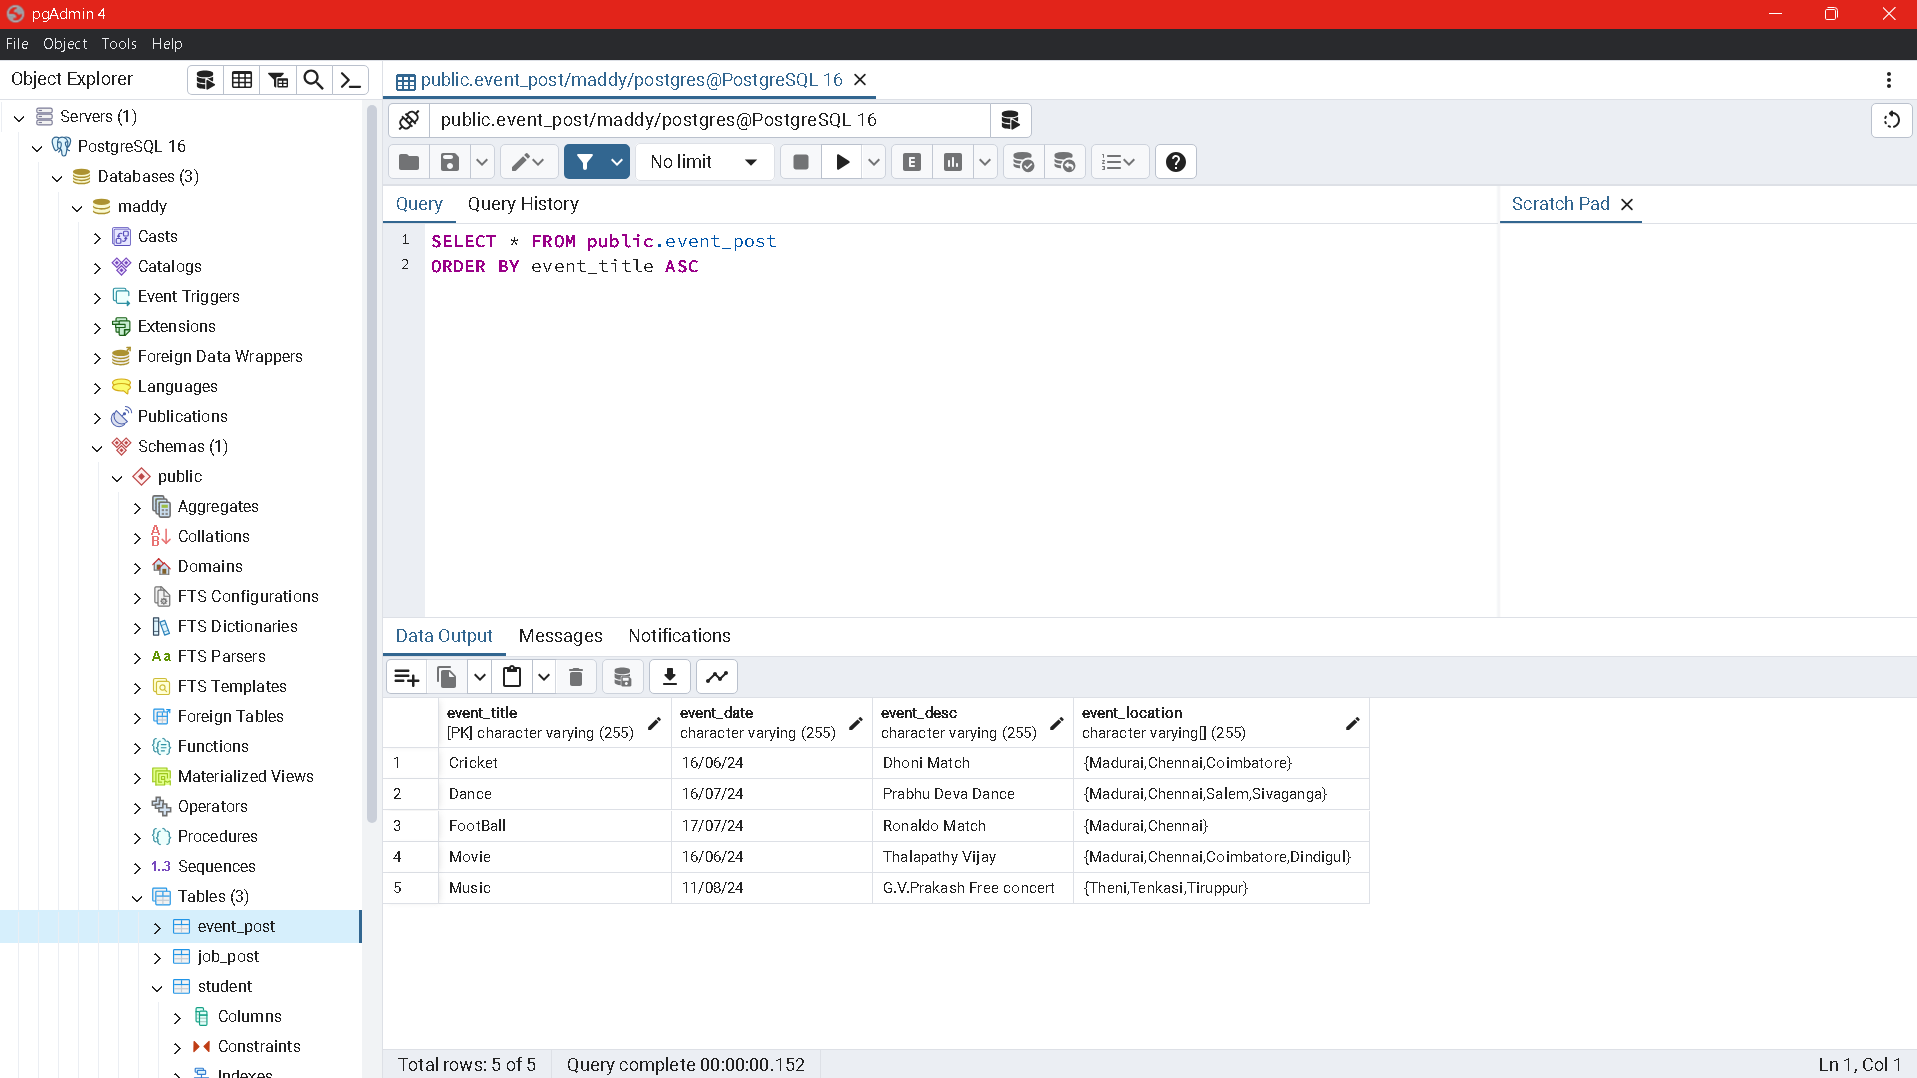 pgAdmin 4
File Object Tools Help
Object Explorer
Servers (1)
PostgreSQL 16
Databases (3)
maddy
Casts
Catalogs
Event Triggers
Extensions
Foreign Data Wrappers
Languages
Publications
Schemas (1)
public
Aggregates
Collations
Domains
FTS Configurations
FTS Dictionaries
Aa FTS Parsers
FTS Templates
Foreign Tables
Functions
Materialized Views
Operators
Procedures
1..3 Sequences
Tables (3)
event_post
job_post
student
Columns
Constraints
Indexes
public.event_post/maddy/postgres@PostgreSQL 16
public.event_post/maddy/postgres@PostgreSQL 16
No limit
E
Query Query History
Scratch Pad
1 SELECT * FROM public.event_post
2 ORDER BY event_title ASC
Data Output Messages Notifications
event_title event_date event_desc event_location
[PK] character varying (255) character varying (255) character varying (255) character varying[] (255)
1 Cricket 16/06/24 Dhoni Match {Madurai,Chennai,Coimbatore}
2 Dance 16/07/24 Prabhu Deva Dance {Madurai,Chennai,Salem,Sivaganga}
3 FootBall 17/07/24 Ronaldo Match {Madurai,Chennai}
4 Movie 16/06/24 Thalapathy Vijay {Madurai,Chennai,Coimbatore,Dindigul}
5 Music 11/08/24 G.V.Prakash Free concert {Theni,Tenkasi,Tiruppur}
Total rows: 5 of 5 Query complete 00:00:00.152 Ln 1, Col 1